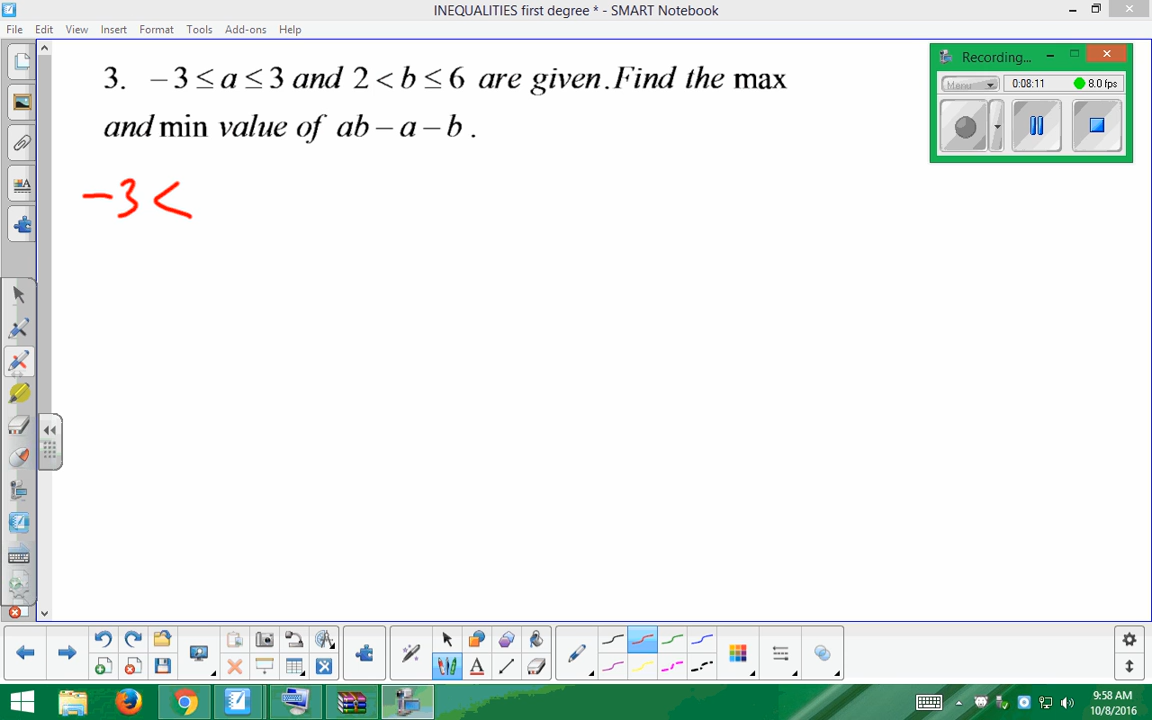 INEQUALITIES first degree * - SMART Notebook
File Edit View Insert Format Tools Add-ons Help
Recording...
Menu 0:08:11 8.0 fps
3. −3 ≤ a ≤ 3 and 2 < b ≤ 6 are given. Find the max
and min value of ab − a − b .
−3 <
9:58 AM
10/8/2016